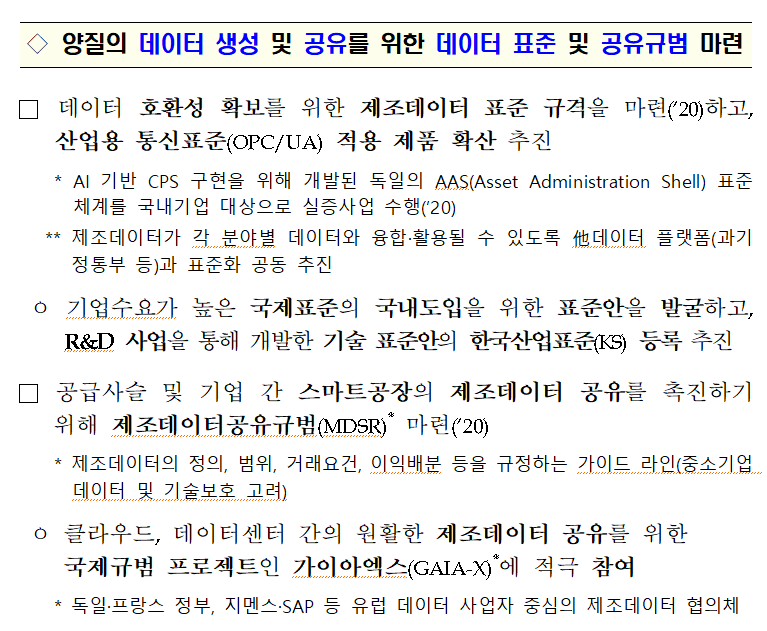 ◇ 양질의 데이터 생성 및 공유를 위한 데이터 표준 및 공유규범 마련
□ 데이터 호환성 확보를 위한 제조데이터 표준 규격을 마련('20)하고,
산업용 통신표준(OPC/UA) 적용 제품 확산 추진
* AI 기반 CPS 구현을 위해 개발된 독일의 AAS(Asset Administration Shell) 표준
체계를 국내기업 대상으로 실증사업 수행('20)
** 제조데이터가 각 분야별 데이터와 융합·활용될 수 있도록 他데이터 플랫폼(과기
정통부 등)과 표준화 공동 추진
ㅇ 기업수요가 높은 국제표준의 국내도입을 위한 표준안을 발굴하고,
R&D 사업을 통해 개발한 기술 표준안의 한국산업표준(KS) 등록 추진
□ 공급사슬 및 기업 간 스마트공장의 제조데이터 공유를 촉진하기
위해 제조데이터공유규범(MDSR)* 마련('20)
* 제조데이터의 정의, 범위, 거래요건, 이익배분 등을 규정하는 가이드 라인(중소기업
데이터 및 기술보호 고려)
ㅇ 클라우드, 데이터센터 간의 원활한 제조데이터 공유를 위한
국제규범 프로젝트인 가이아엑스(GAIA-X)*에 적극 참여
* 독일·프랑스 정부, 지멘스·SAP 등 유럽 데이터 사업자 중심의 제조데이터 협의체